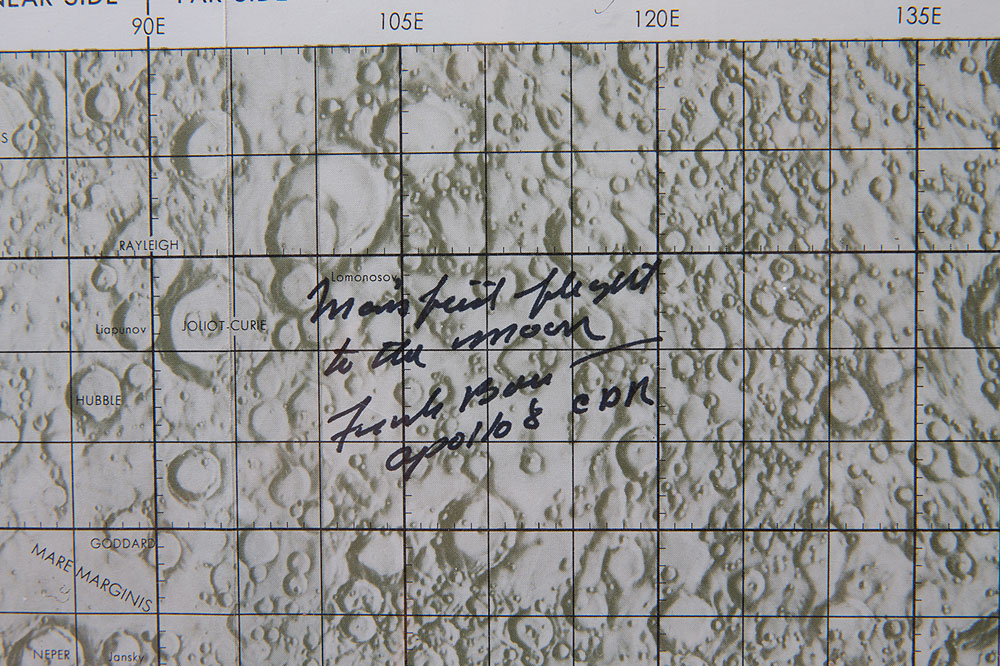 NEAR SIDE FAR SIDE
90E 105E 120E 135E
S
RAYLEIGH
Lomonosov
Man's first flight
Liapunov JOLIOT-CURIE
to the moon
HUBBLE
Frank Borman
apollo 8 CDR
GODDARD
MARE MARGINIS
NEPER Jansky